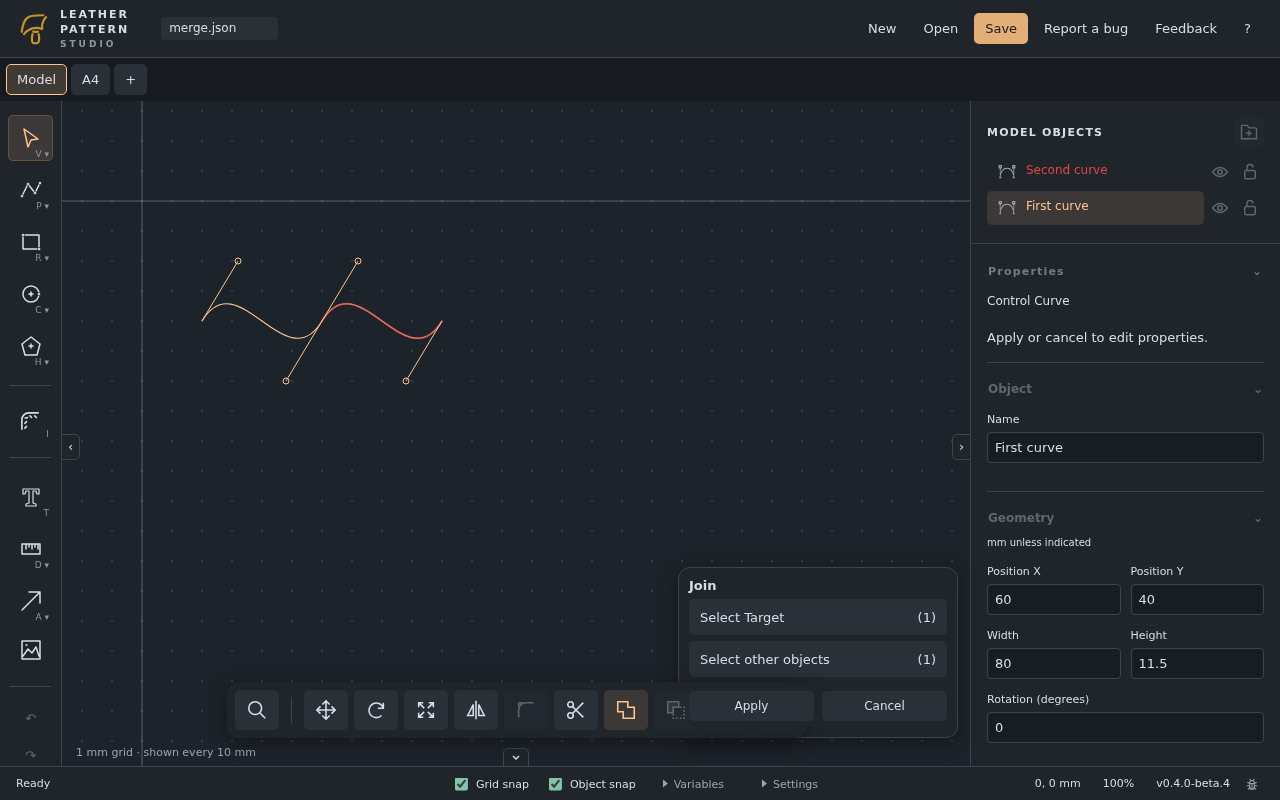 LEATHER
PATTERN
STUDIO
merge.json
New
Open
Save
Report a bug
Feedback
?
Model
A4
+
V ▾
P ▾
R ▾
C ▾
H ▾
I
T
D ▾
A ▾
MODEL OBJECTS
Second curve
First curve
Properties
Control Curve
Apply or cancel to edit properties.
Object
Name
First curve
Geometry
mm unless indicated
Position X
Position Y
60
40
Width
Height
80
11.5
Rotation (degrees)
0
Join
Select Target (1)
Select other objects (1)
Apply
Cancel
1 mm grid · shown every 10 mm
Ready
Grid snap
Object snap
Variables
Settings
0, 0 mm
100%
v0.4.0-beta.4